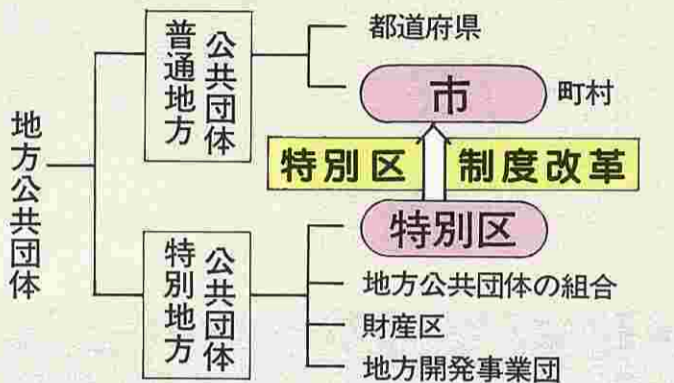 地方公共団体
普通地方
公共団体
都道府県
市 町村
特別区 制度改革
特別地方
公共団体
特別区
地方公共団体の組合
財産区
地方開発事業団